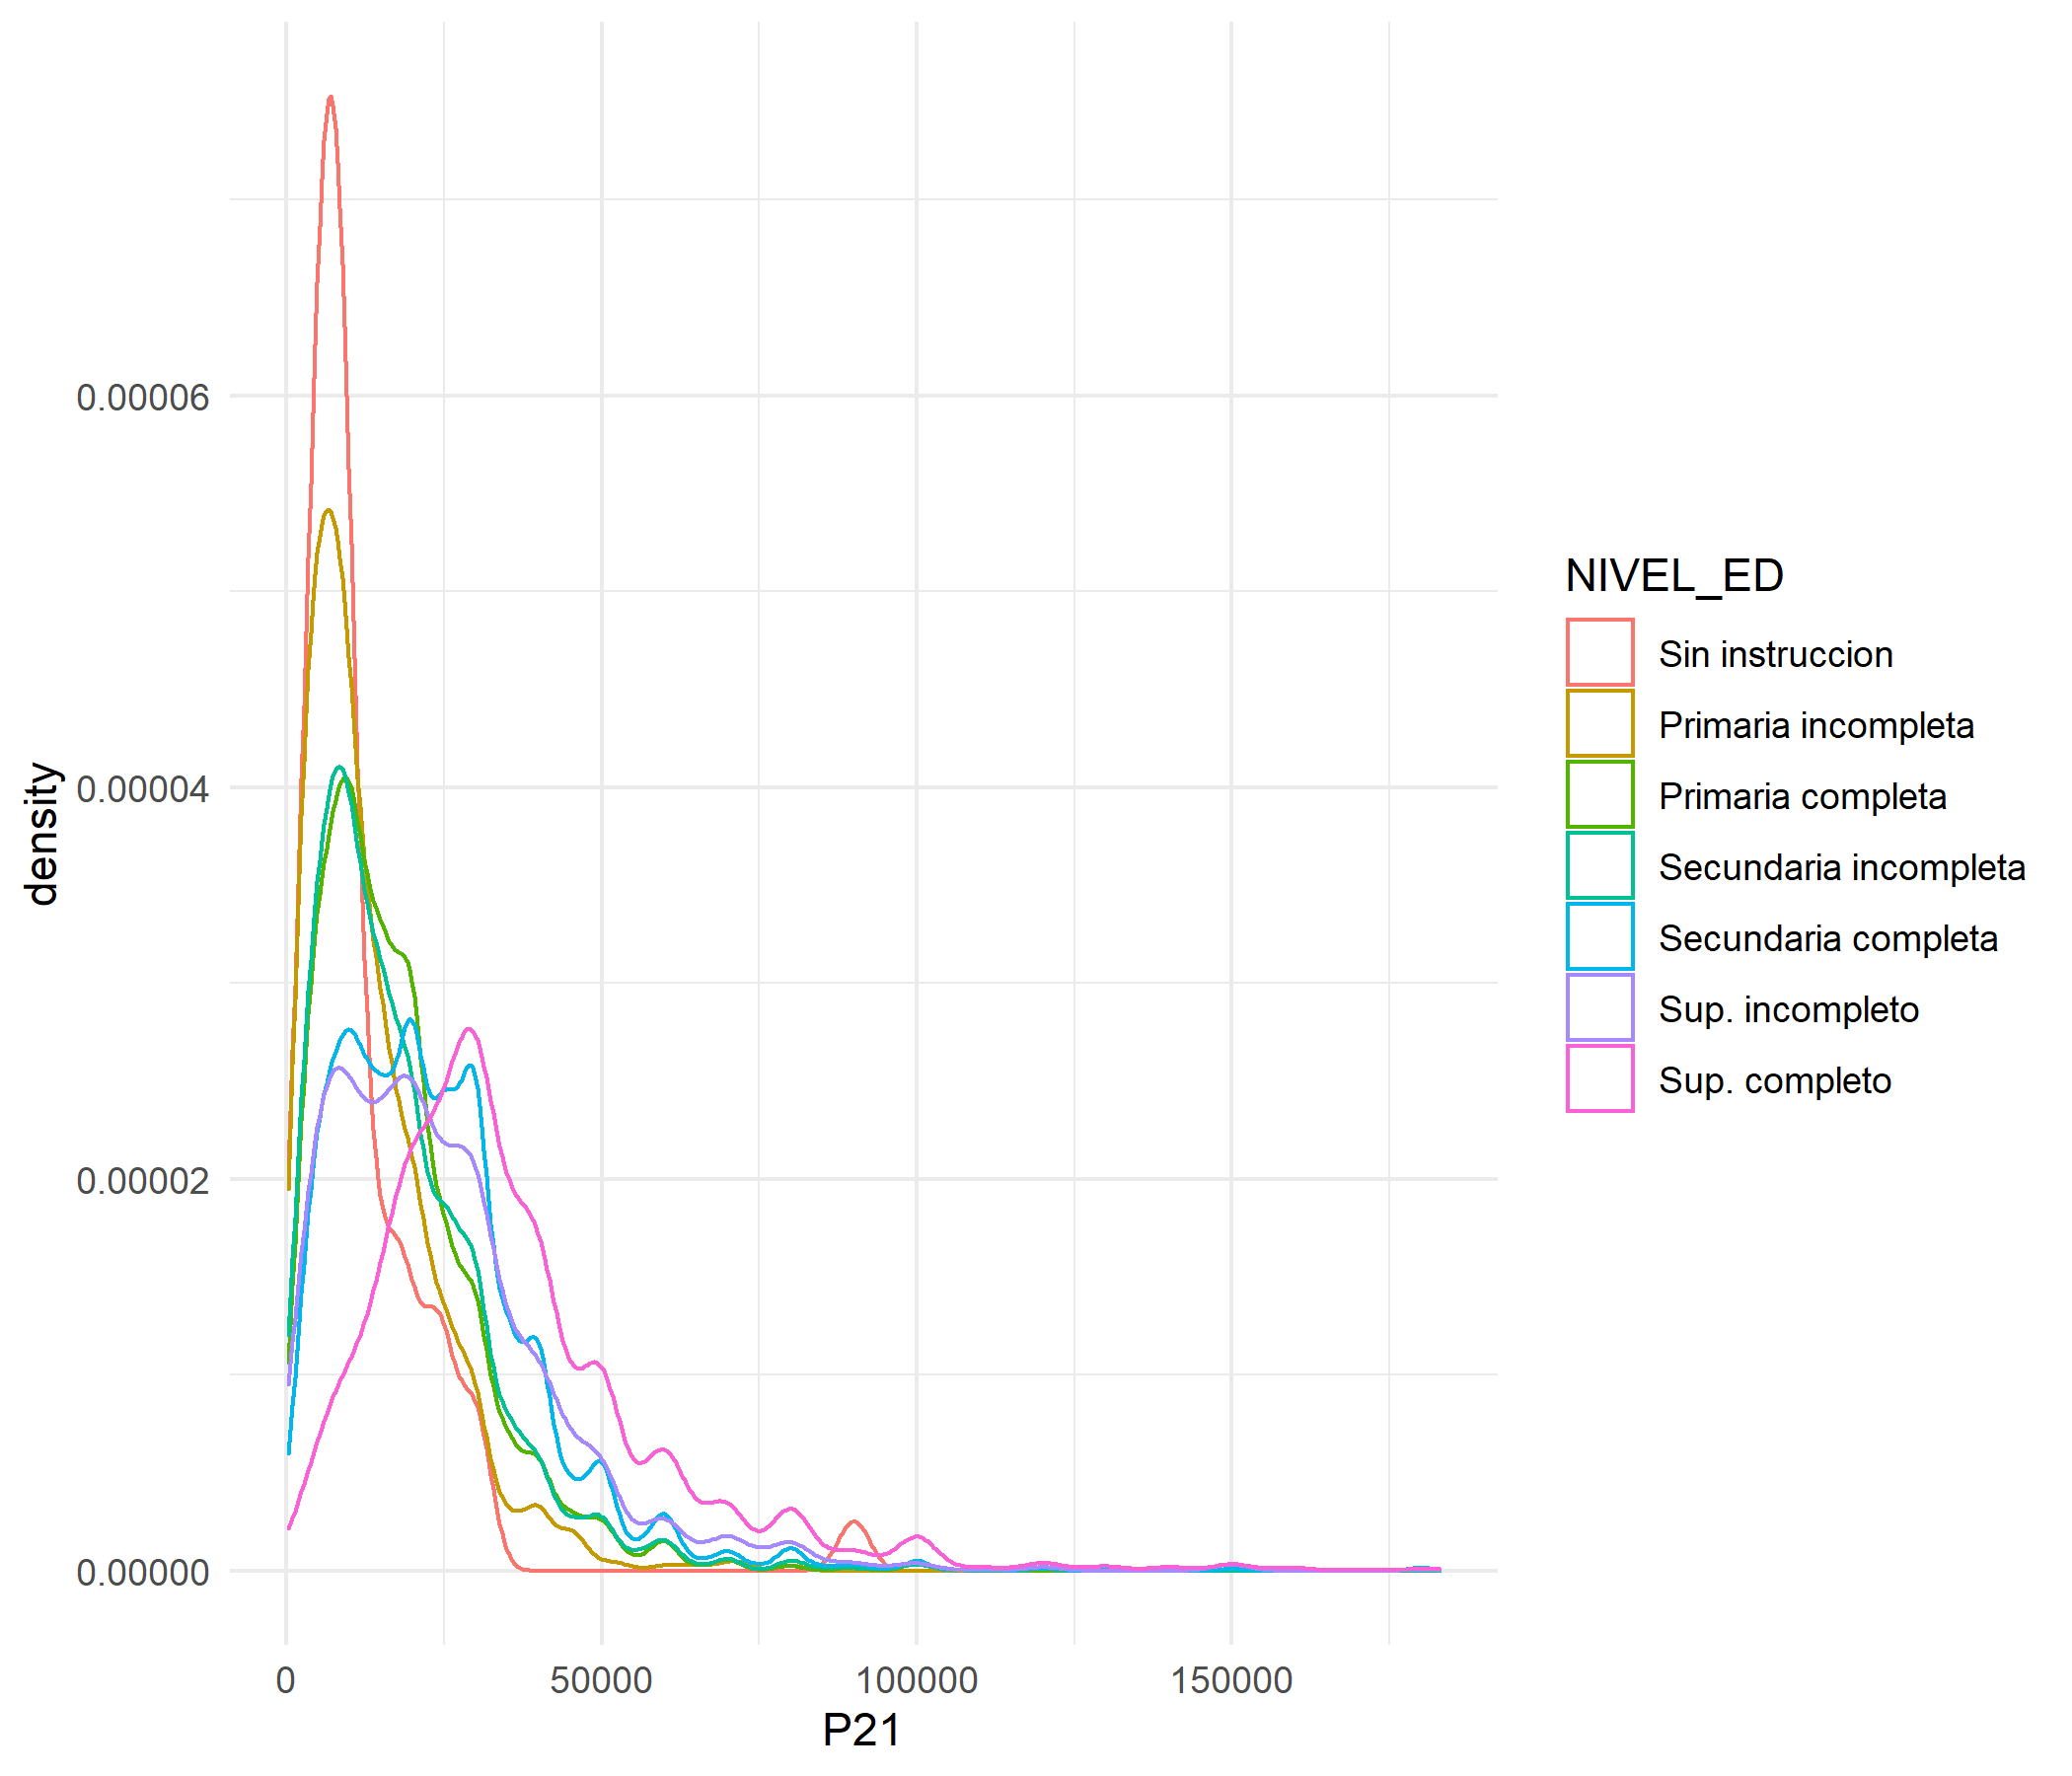 density
0.00006
0.00004
0.00002
0.00000
0
50000
100000
150000
P21
NIVEL_ED
Sin instruccion
Primaria incompleta
Primaria completa
Secundaria incompleta
Secundaria completa
Sup. incompleto
Sup. completo